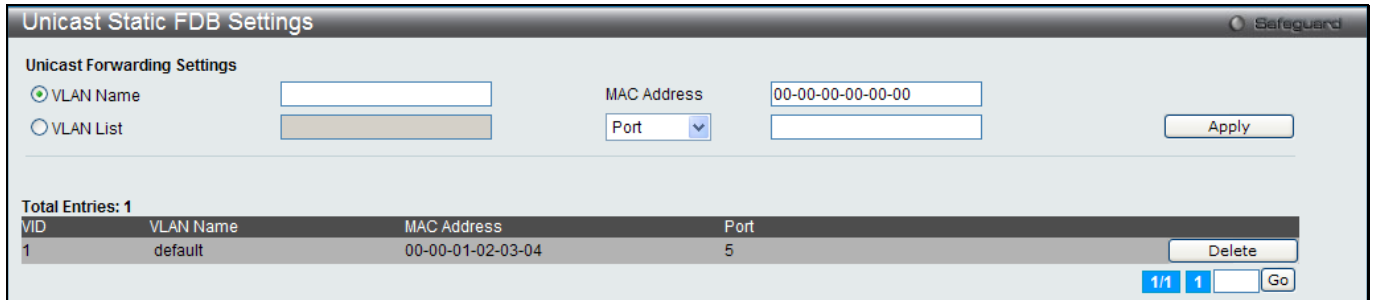 Unicast Static FDB Settings Safeguard
Unicast Forwarding Settings
VLAN Name MAC Address 00-00-00-00-00-00
VLAN List Port Apply
Total Entries: 1
VID VLAN Name MAC Address Port
1 default 00-00-01-02-03-04 5 Delete
1/1 1 Go